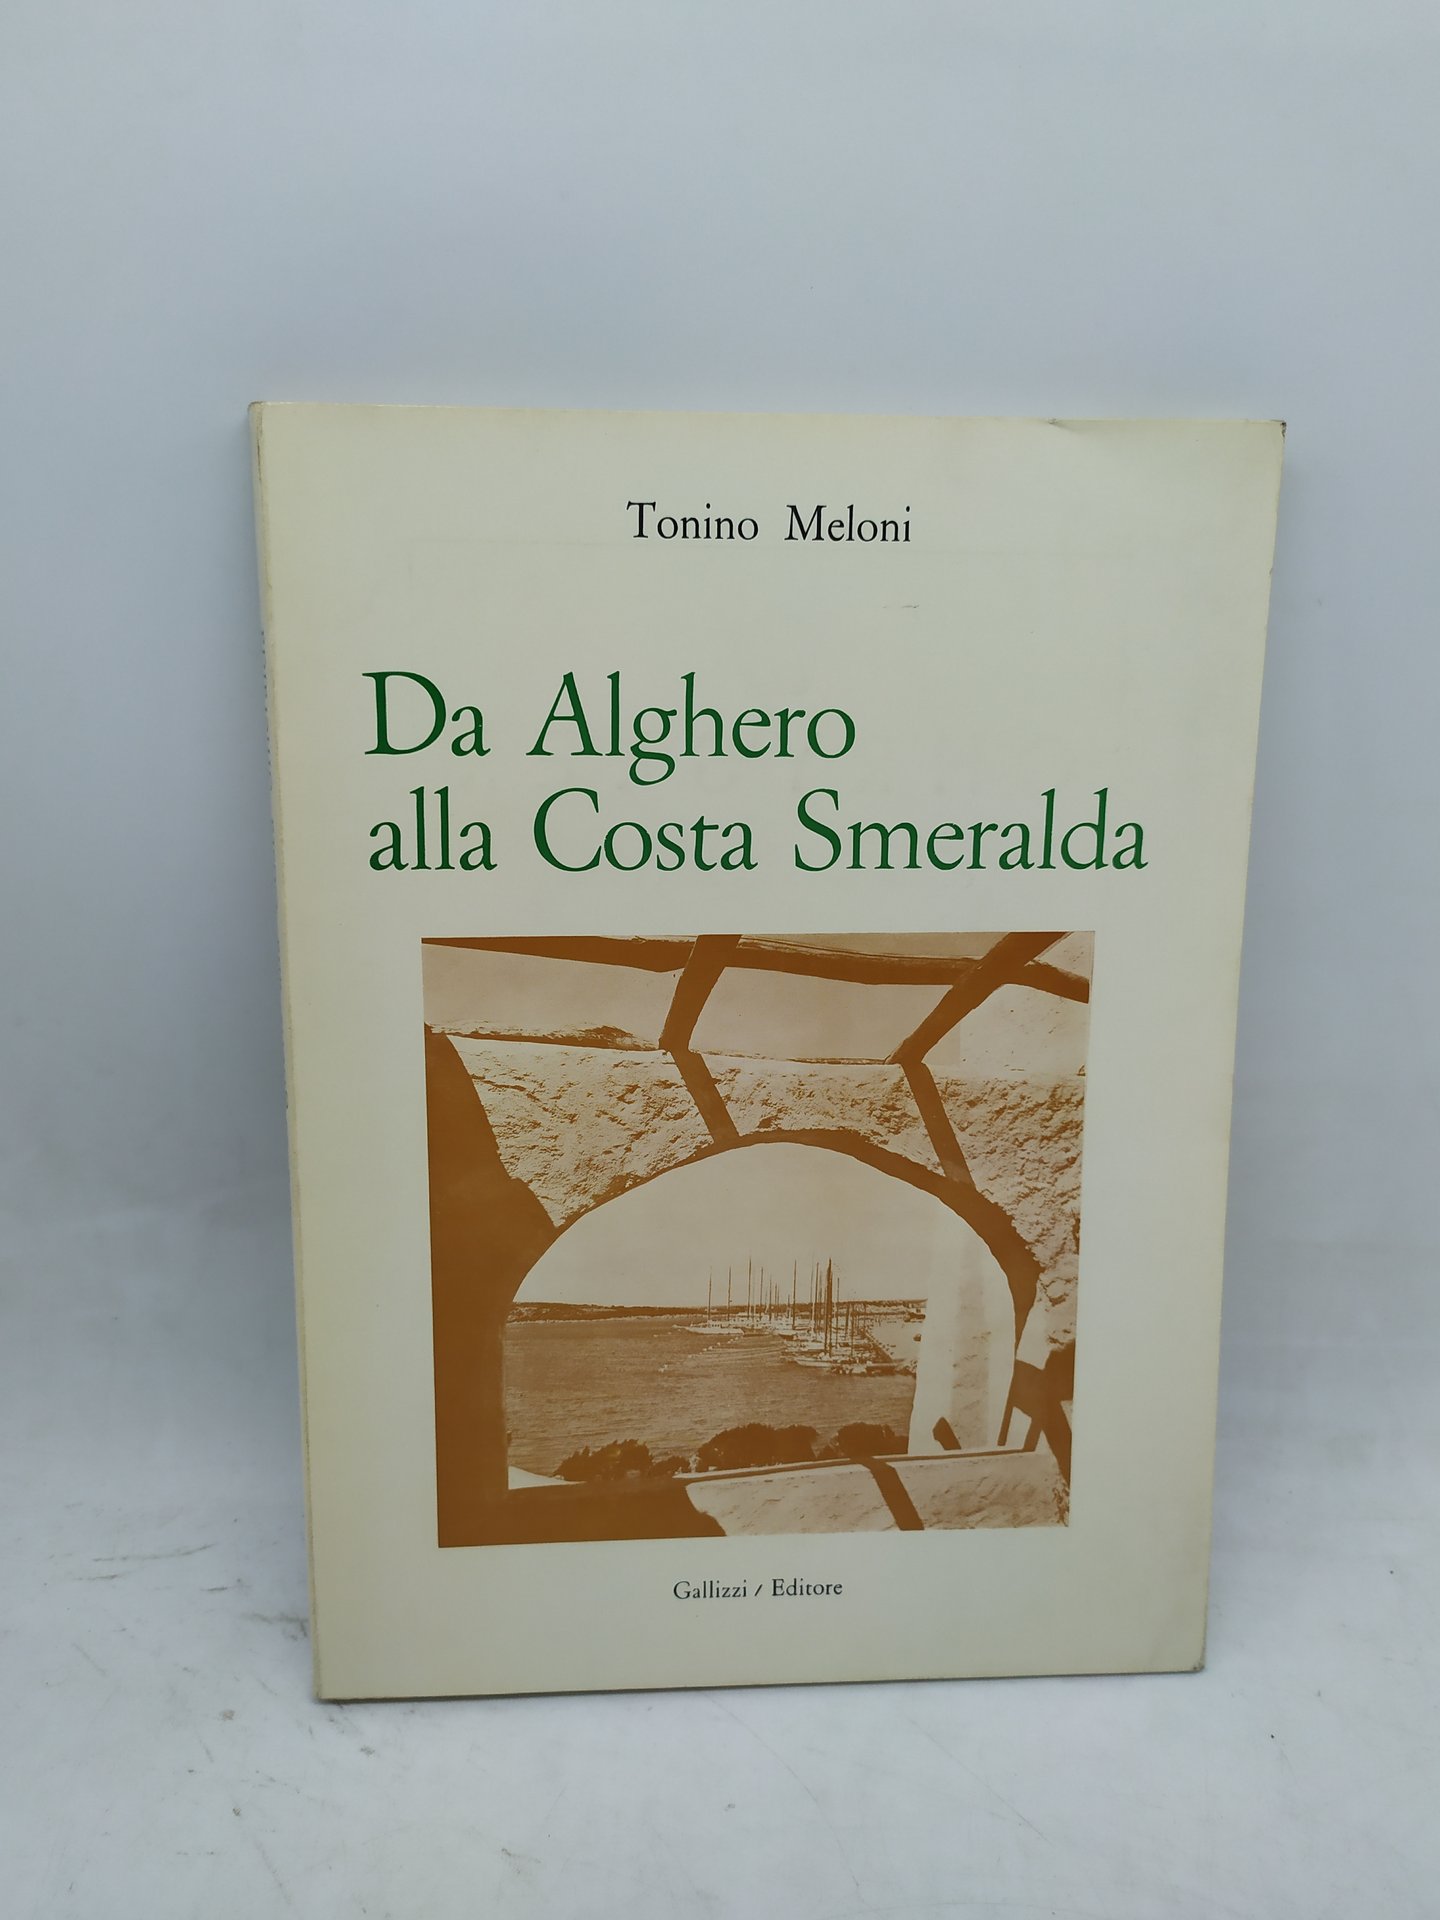 Tonino Meloni
Da Alghero
alla Costa Smeralda
Gallizzi / Editore